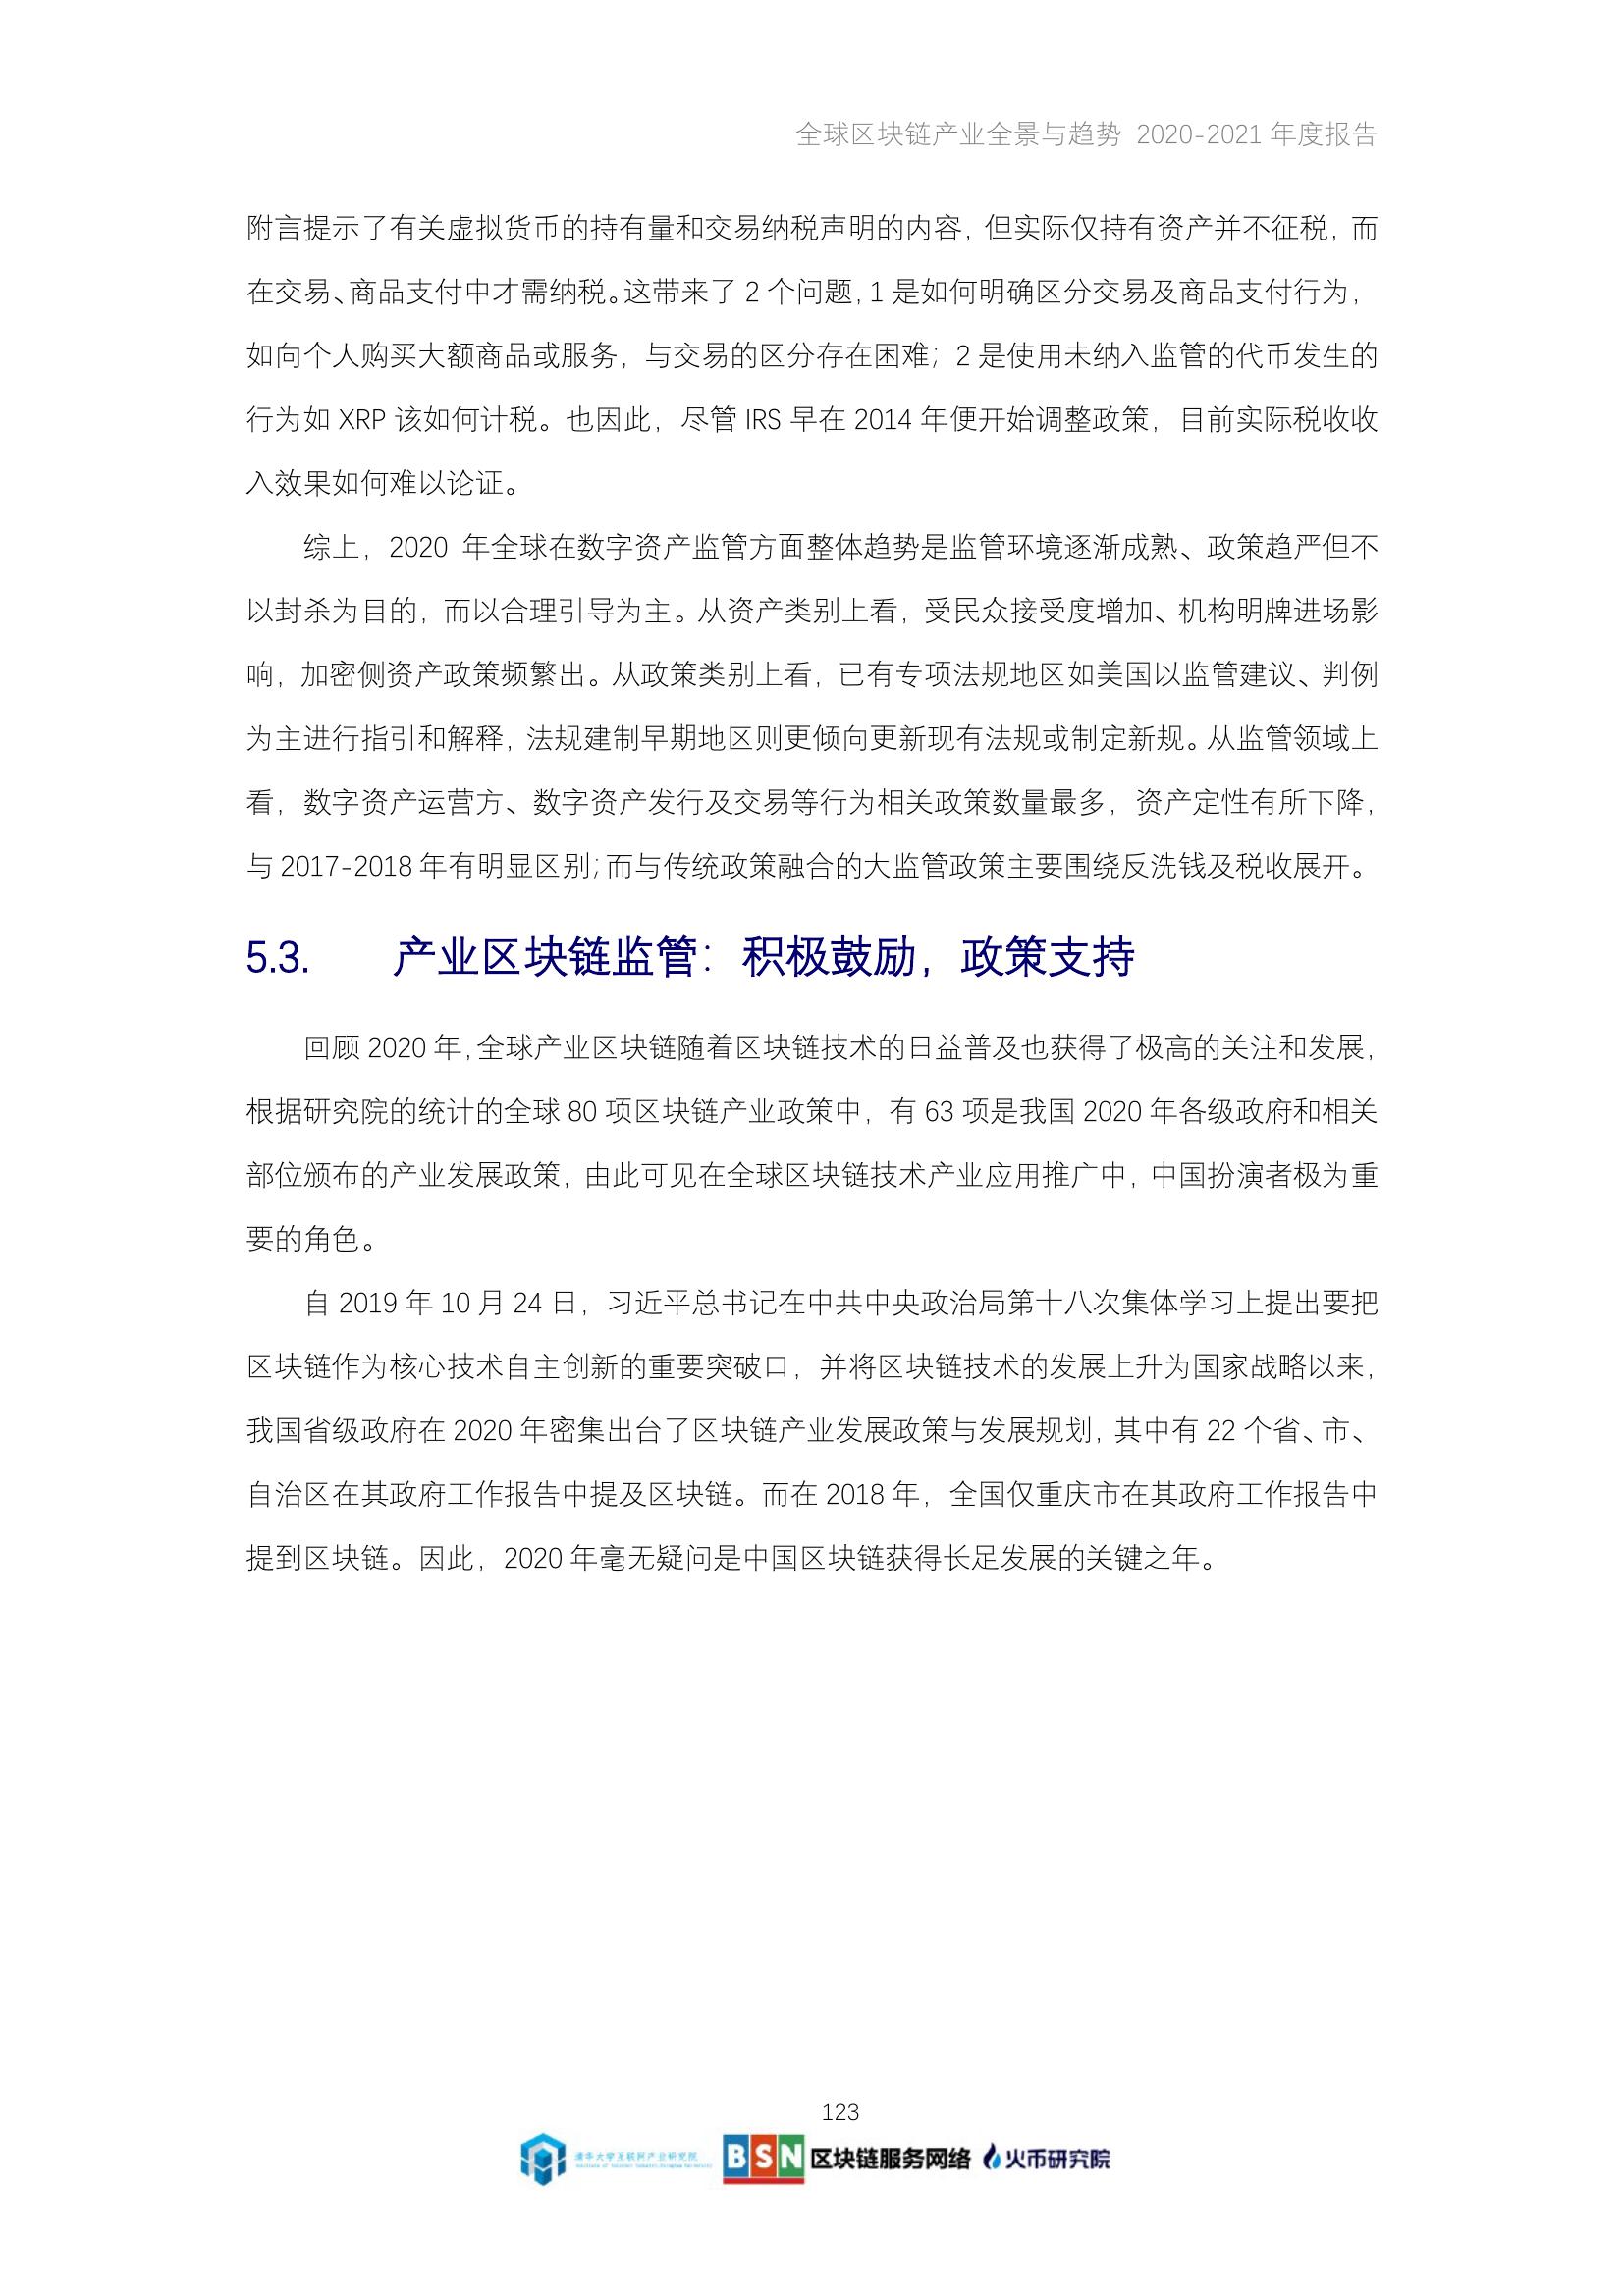 全球区块链产业全景与趋势 2020-2021 年度报告
附言提示了有关虚拟货币的持有量和交易纳税声明的内容，但实际仅持有资产并不征税，而
在交易、商品支付中才需纳税。这带来了 2 个问题，1 是如何明确区分交易及商品支付行为，
如向个人购买大额商品或服务，与交易的区分存在困难；2 是使用未纳入监管的代币发生的
行为如 XRP 该如何计税。也因此，尽管 IRS 早在 2014 年便开始调整政策，目前实际税收收
入效果如何难以论证。
综上，2020 年全球在数字资产监管方面整体趋势是监管环境逐渐成熟、政策趋严但不
以封杀为目的，而以合理引导为主。从资产类别上看，受民众接受度增加、机构明牌进场影
响，加密侧资产政策频繁出。从政策类别上看，已有专项法规地区如美国以监管建议、判例
为主进行指引和解释，法规建制早期地区则更倾向更新现有法规或制定新规。从监管领域上
看，数字资产运营方、数字资产发行及交易等行为相关政策数量最多，资产定性有所下降，
与 2017-2018 年有明显区别；而与传统政策融合的大监管政策主要围绕反洗钱及税收展开。
5.3. 产业区块链监管：积极鼓励，政策支持
回顾 2020 年，全球产业区块链随着区块链技术的日益普及也获得了极高的关注和发展，
根据研究院的统计的全球 80 项区块链产业政策中，有 63 项是我国 2020 年各级政府和相关
部位颁布的产业发展政策，由此可见在全球区块链技术产业应用推广中，中国扮演者极为重
要的角色。
自 2019 年 10 月 24 日，习近平总书记在中共中央政治局第十八次集体学习上提出要把
区块链作为核心技术自主创新的重要突破口，并将区块链技术的发展上升为国家战略以来，
我国省级政府在 2020 年密集出台了区块链产业发展政策与发展规划，其中有 22 个省、市、
自治区在其政府工作报告中提及区块链。而在 2018 年，全国仅重庆市在其政府工作报告中
提到区块链。因此，2020 年毫无疑问是中国区块链获得长足发展的关键之年。
123
清华大学互联网产业研究院
BSN 区块链服务网络 火币研究院